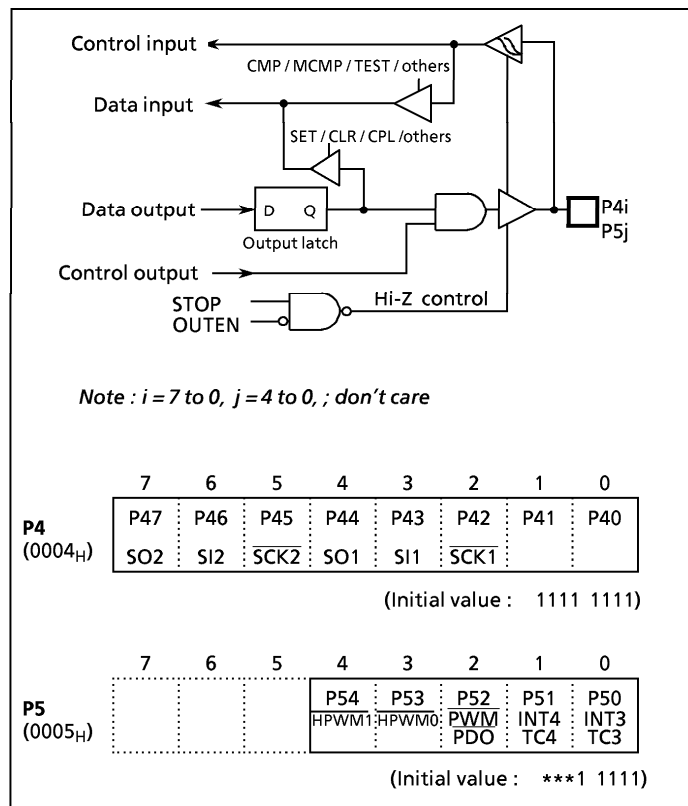 Control input
CMP / MCMP / TEST / others
Data input
SET / CLR / CPL /others
Data output
D Q
P4i
P5j
Output latch
Control output
STOP
OUTEN
Hi-Z control
Note : i = 7 to 0, j = 4 to 0, ; don't care
7 6 5 4 3 2 1 0
P4
(0004H)
P47 P46 P45 P44 P43 P42 P41 P40
SO2 SI2 SCK2 SO1 SI1 SCK1
(Initial value : 1111 1111)
7 6 5 4 3 2 1 0
P5
(0005H)
P54 P53 P52 P51 P50
HPWM1 HPWM0 PWM INT4 INT3
PDO TC4 TC3
(Initial value : ***1 1111)